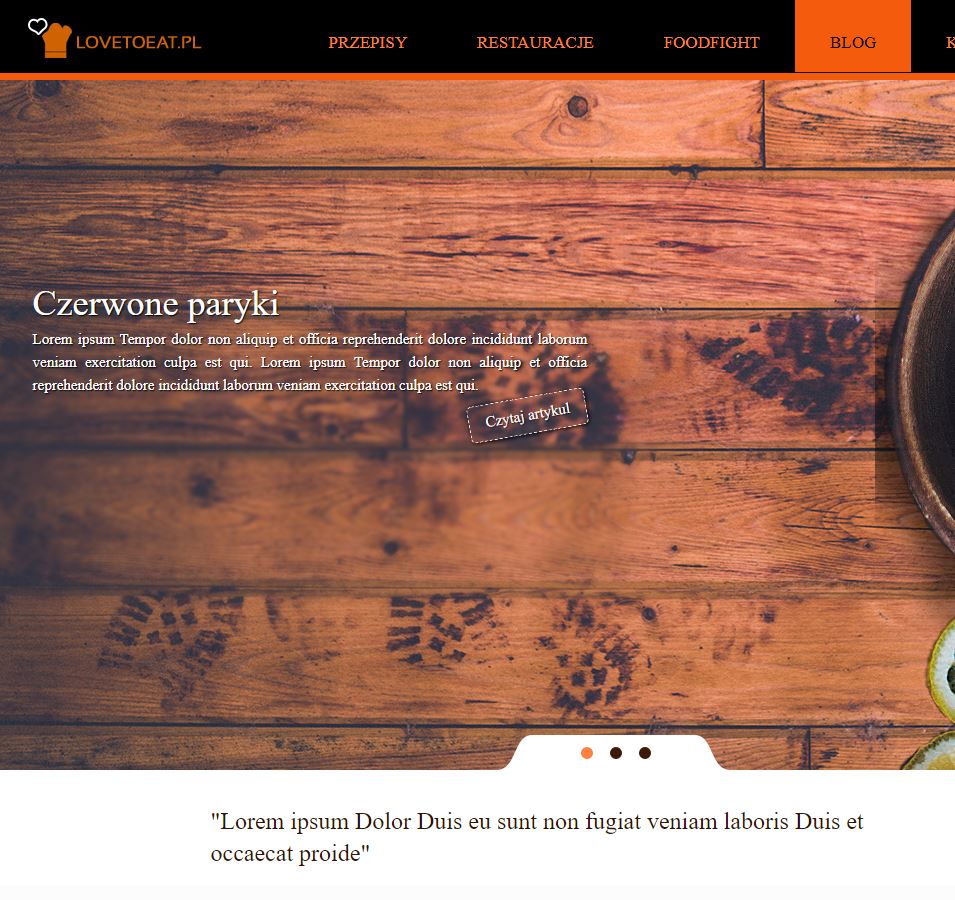 LOVETOEAT.PL
PRZEPISY
RESTAURACJE
FOODFIGHT
BLOG
K
Czerwone paryki
Lorem ipsum Tempor dolor non aliquip et officia reprehenderit dolore incididunt laborum
veniam exercitation culpa est qui. Lorem ipsum Tempor dolor non aliquip et officia
reprehenderit dolore incididunt laborum veniam exercitation culpa est qui.
Czytaj artykul
"Lorem ipsum Dolor Duis eu sunt non fugiat veniam laboris Duis et
occaecat proide"